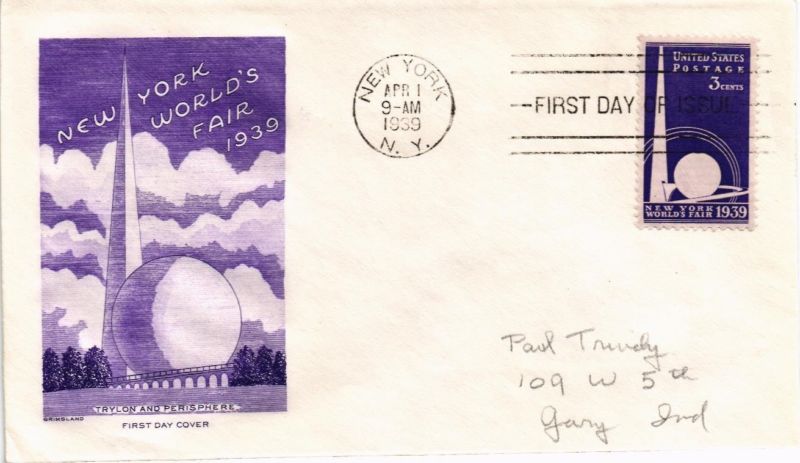 NEW YORK
WORLD'S
FAIR
1939
TRYLON AND PERISPHERE
GRIMSLAND
FIRST DAY COVER
NEW YORK
APR 1
9-AM
1939
N. Y.
FIRST DAY OF ISSUE
UNITED STATES
POSTAGE
3 CENTS
NEW YORK
WORLD'S FAIR 1939
Paul
109 W 5th
Gary Ind